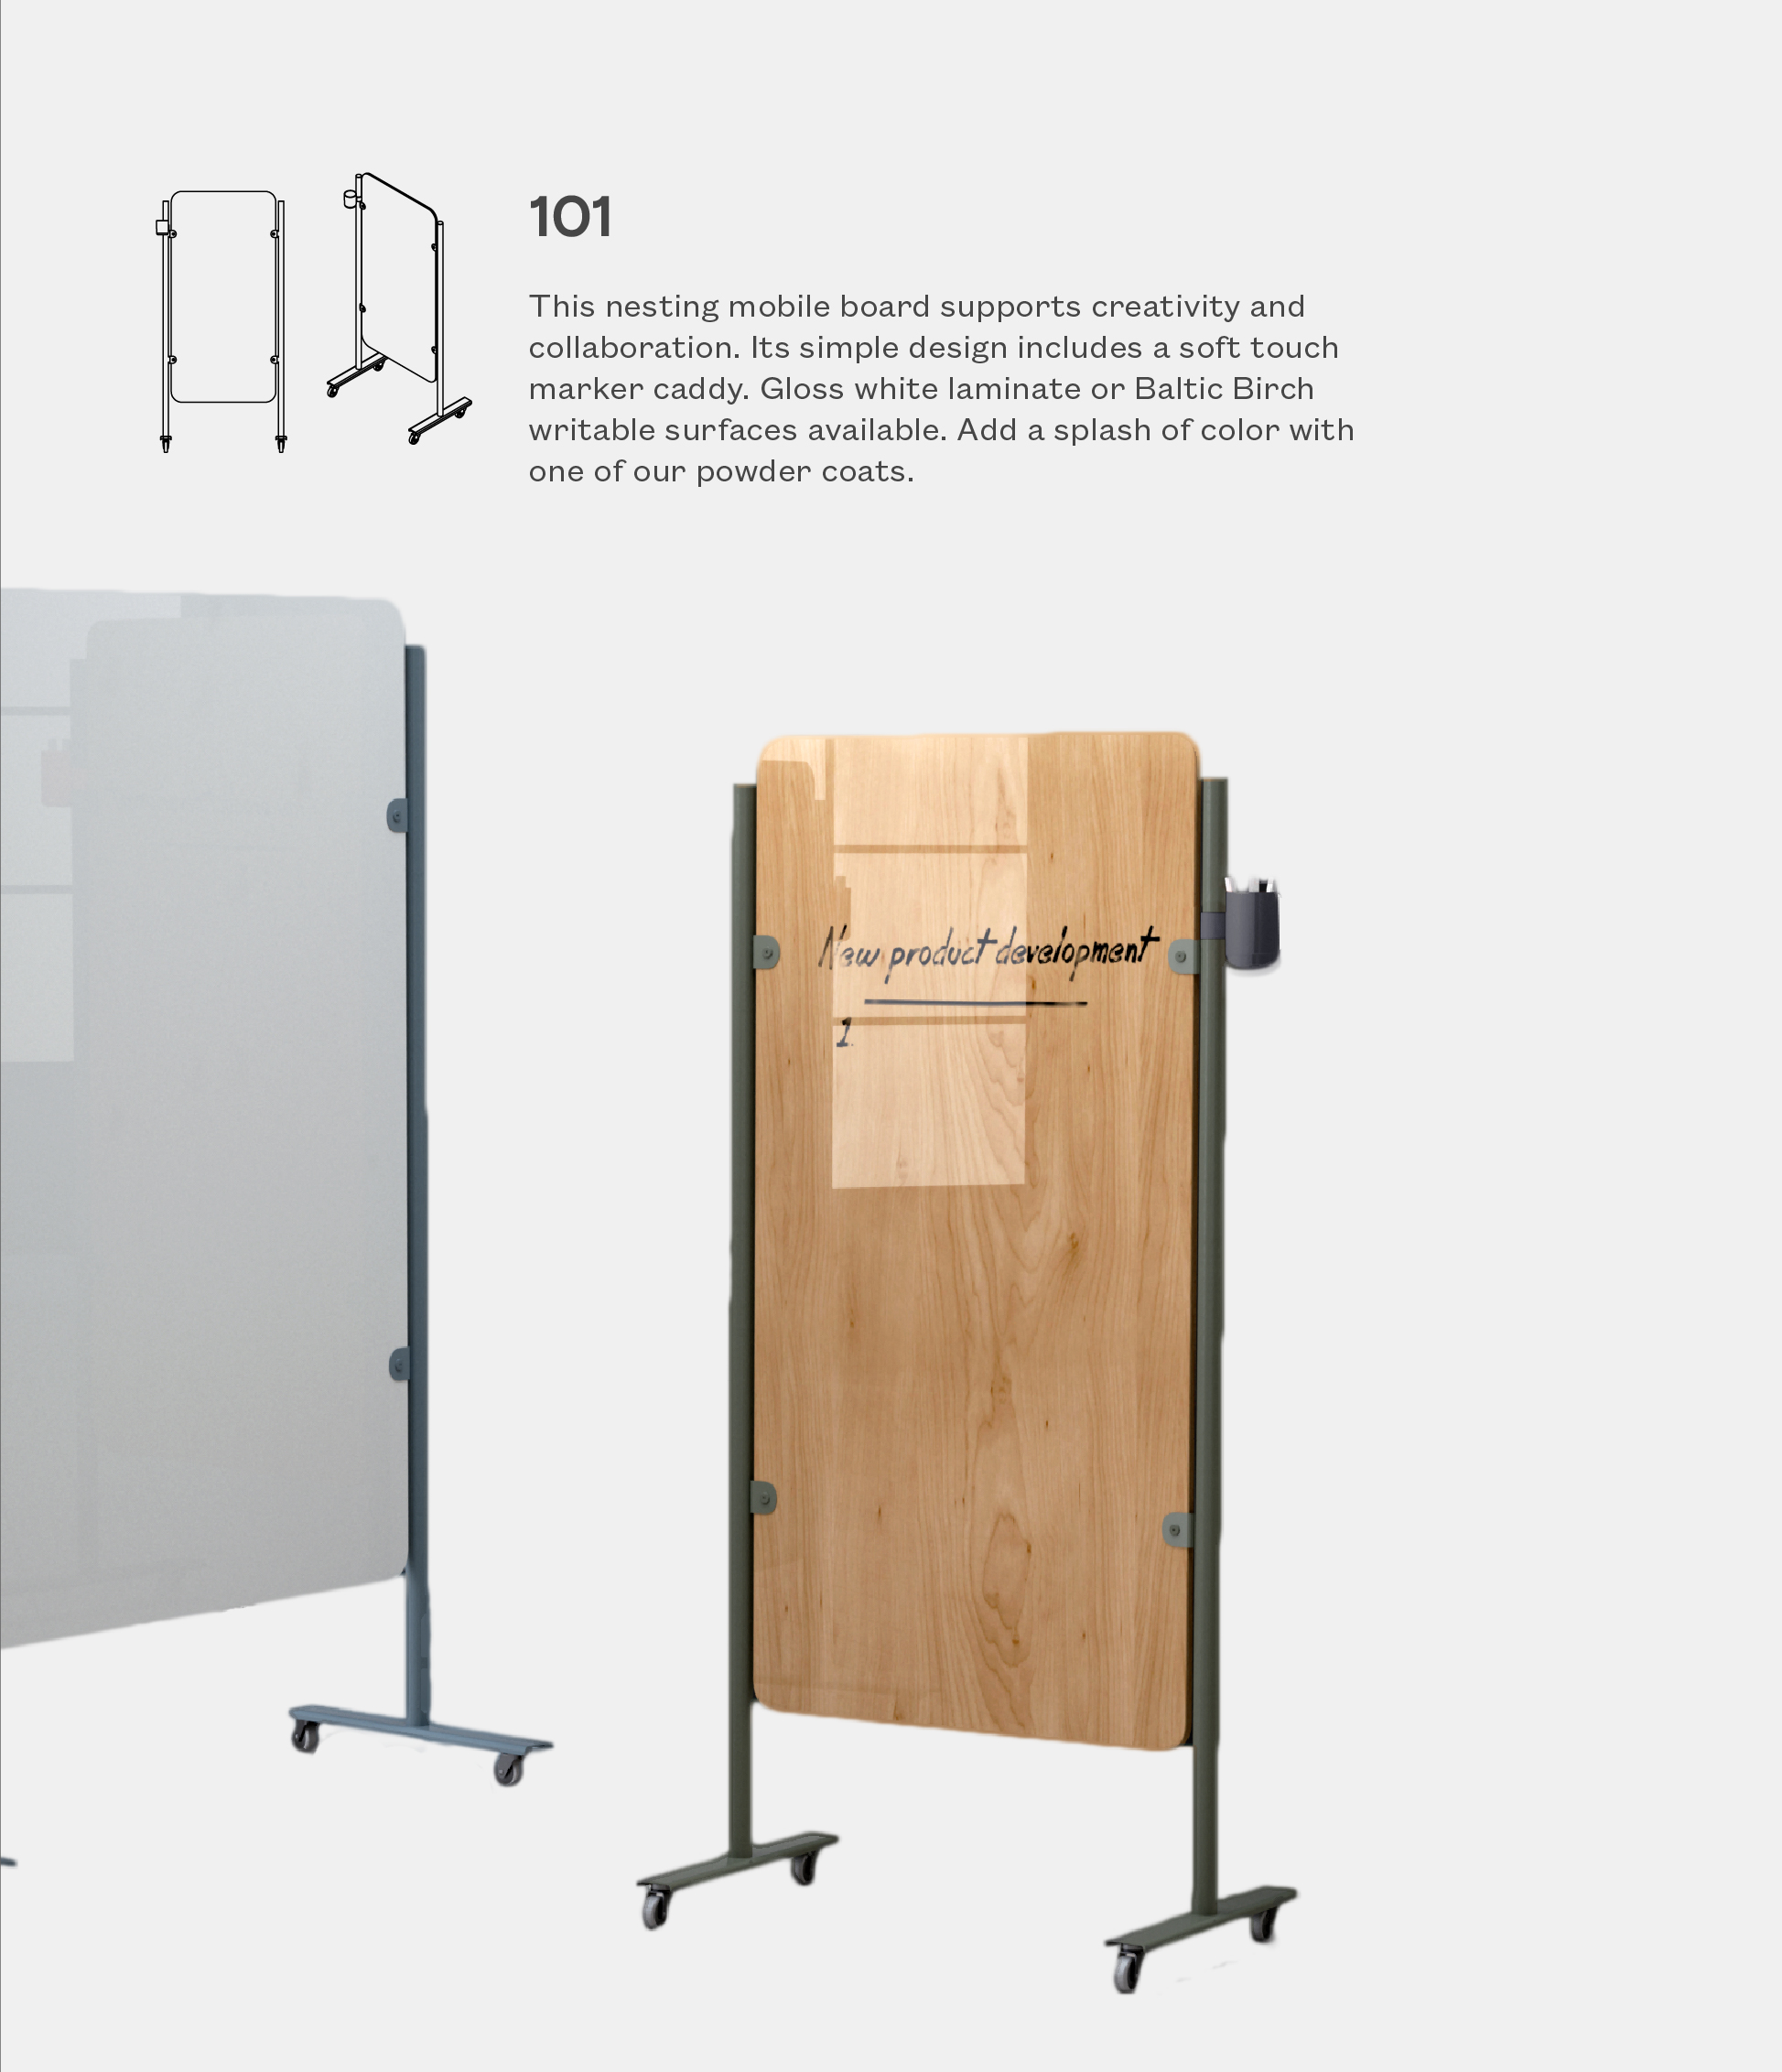 101
This nesting mobile board supports creativity and
collaboration. Its simple design includes a soft touch
marker caddy. Gloss white laminate or Baltic Birch
writable surfaces available. Add a splash of color with
one of our powder coats.
New product development
1.